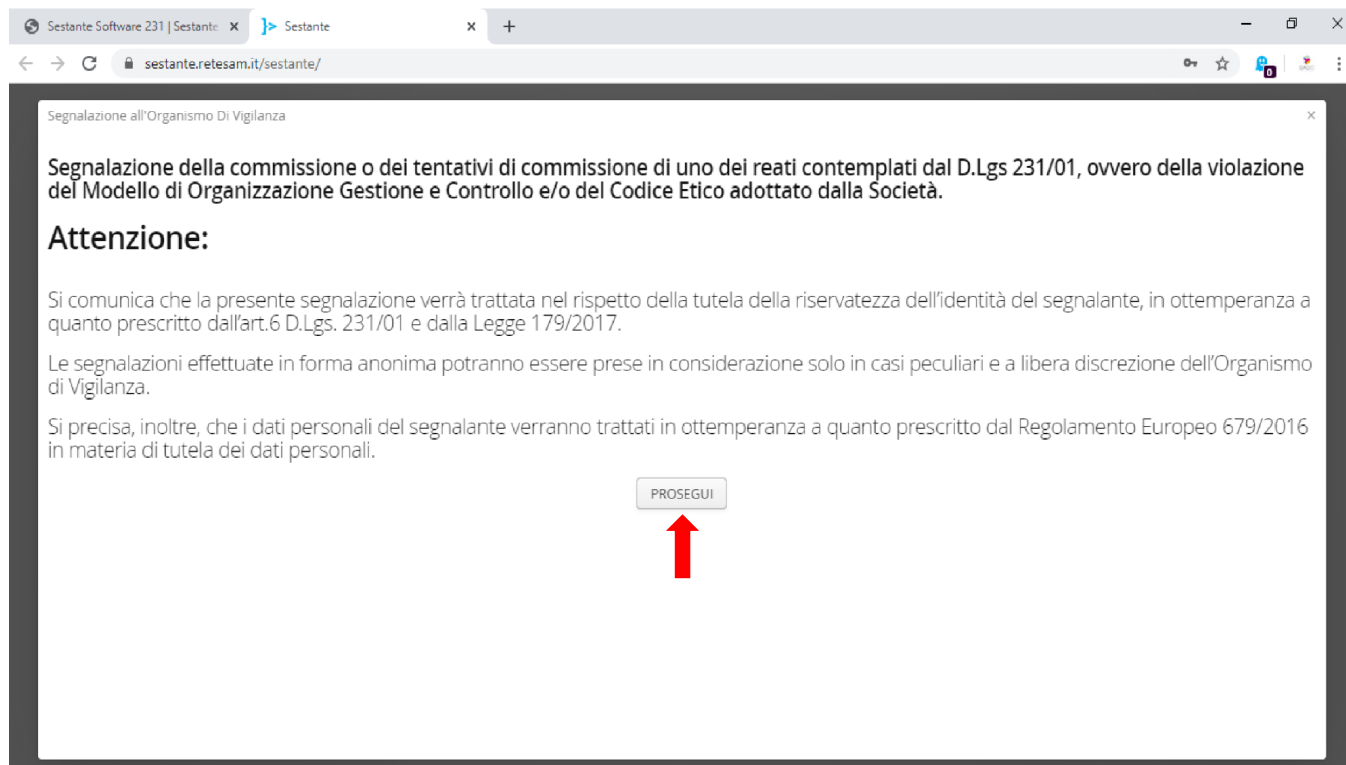 Sestante Software 231 | Sestante
Sestante
sestante.retesam.it/sestante/
0
Segnalazione all'Organismo Di Vigilanza
Segnalazione della commissione o dei tentativi di commissione di uno dei reati contemplati dal D.Lgs 231/01, ovvero della violazione
del Modello di Organizzazione Gestione e Controllo e/o del Codice Etico adottato dalla Società.
Attenzione:
Si comunica che la presente segnalazione verrà trattata nel rispetto della tutela della riservatezza dell'identità del segnalante, in ottemperanza a
quanto prescritto dall'art.6 D.Lgs. 231/01 e dalla Legge 179/2017.
Le segnalazioni effettuate in forma anonima potranno essere prese in considerazione solo in casi peculiari e a libera discrezione dell'Organismo
di Vigilanza.
Si precisa, inoltre, che i dati personali del segnalante verranno trattati in ottemperanza a quanto prescritto dal Regolamento Europeo 679/2016
in materia di tutela dei dati personali.
PROSEGUI